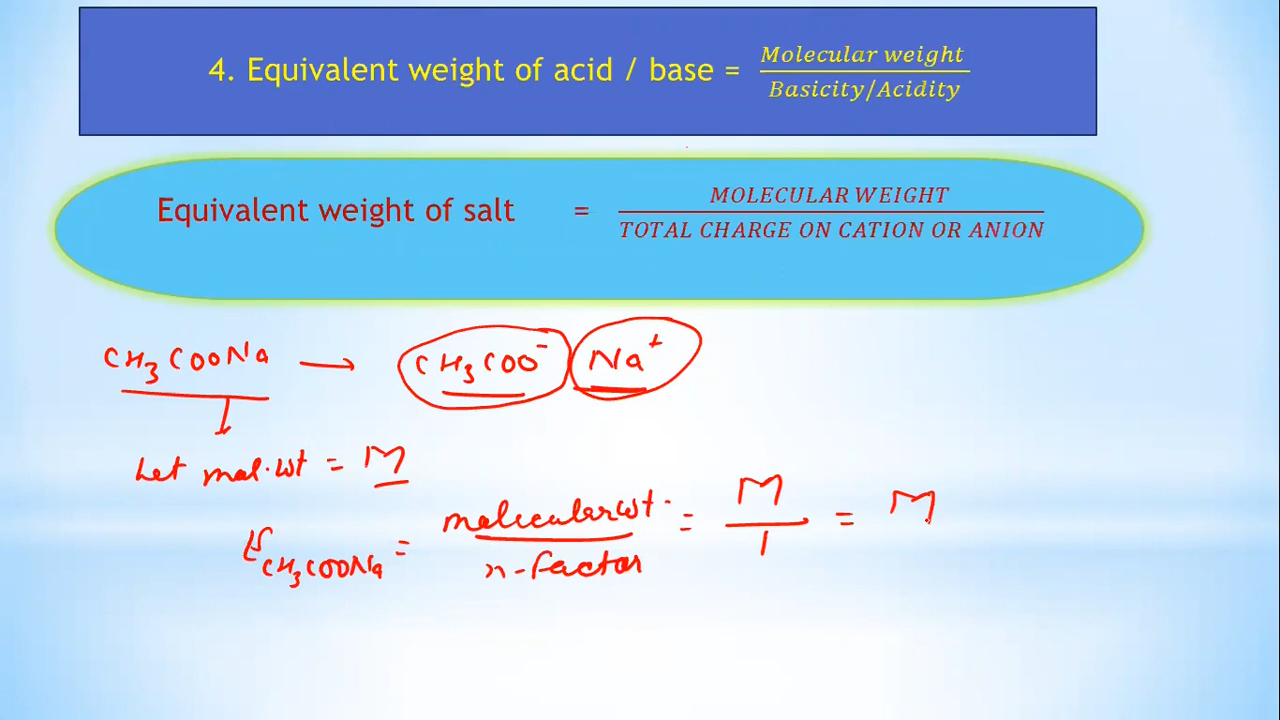 4. Equivalent weight of acid / base = Molecular weight / Basicity/Acidity
Equivalent weight of salt = MOLECULAR WEIGHT / TOTAL CHARGE ON CATION OR ANION
CH₃COONa → CH₃COO⁻ Na⁺
Let mol.wt = M
E CH₃COONa = molecular wt. / n-factor = M / 1 = M